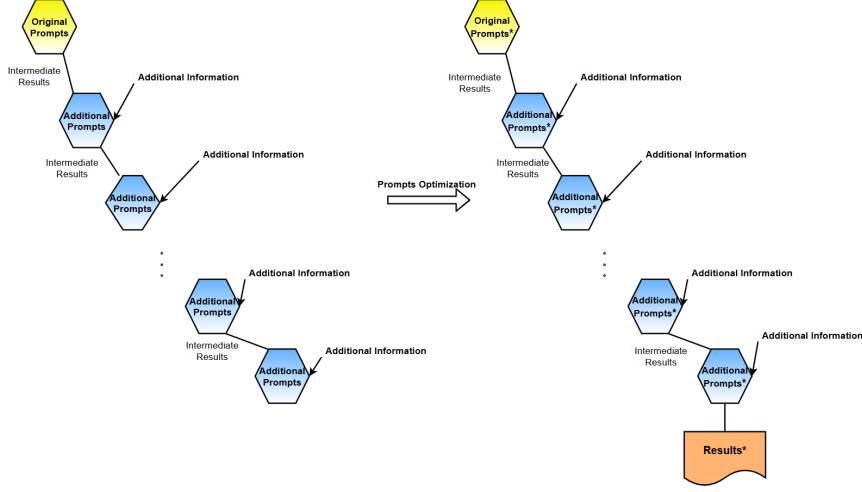 Original
Prompts
Intermediate
Results
Additional Information
Additional
Prompts
Intermediate
Results
Additional Information
Additional
Prompts
Additional Information
Additional
Prompts
Intermediate
Results
Additional Information
Additional
Prompts
Prompts Optimization
Original
Prompts*
Intermediate
Results
Additional Information
Additional
Prompts*
Intermediate
Results
Additional Information
Additional
Prompts*
Additional Information
Additional
Prompts*
Intermediate
Results
Additional Information
Additional
Prompts*
Results*